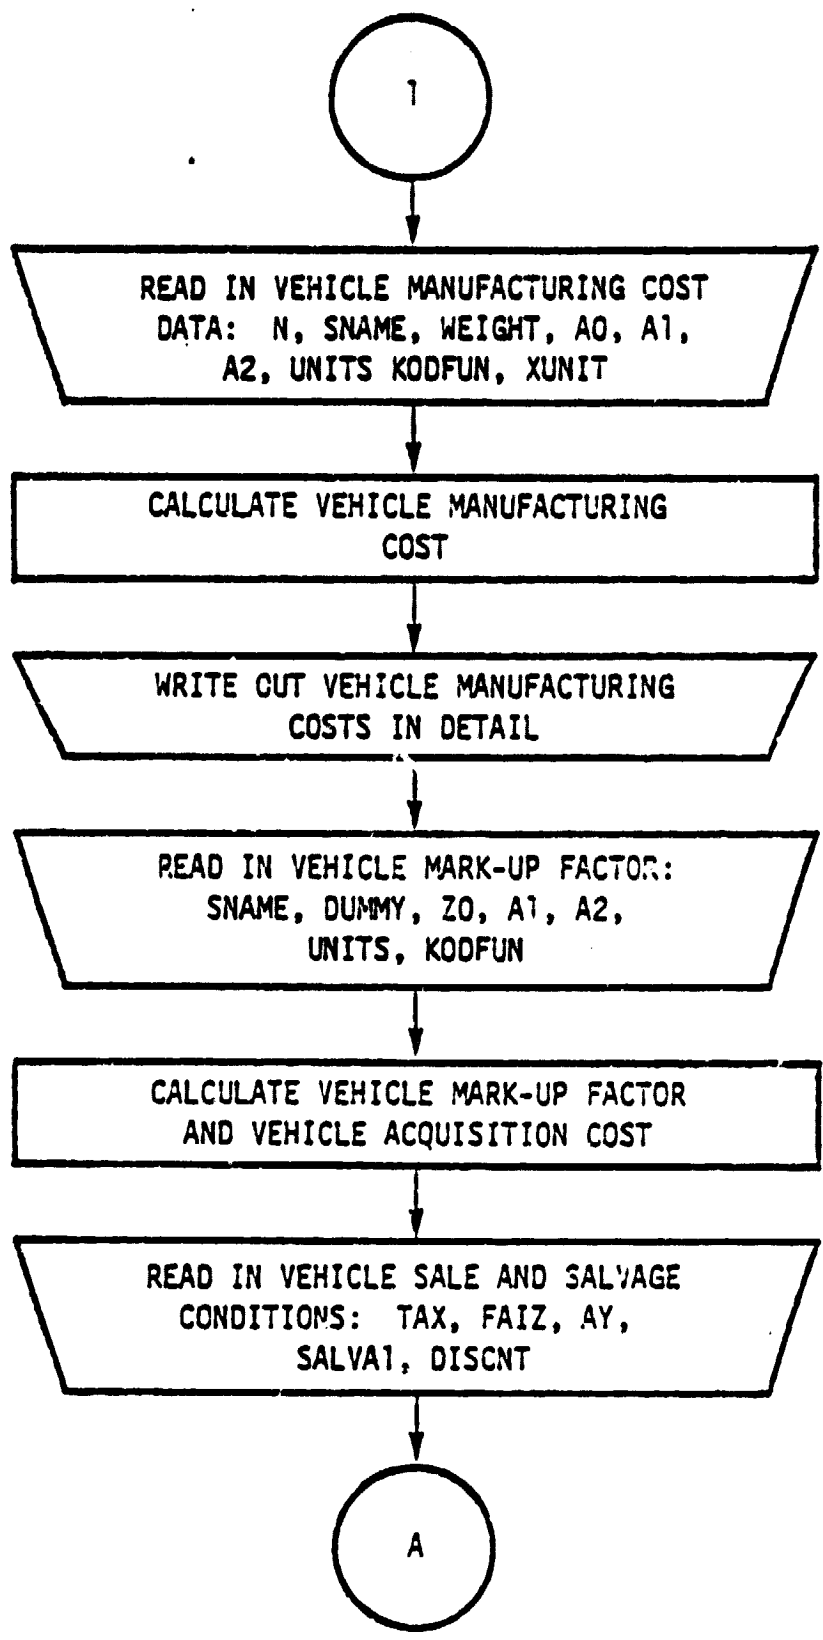 1
READ IN VEHICLE MANUFACTURING COST
DATA: N, SNAME, WEIGHT, A0, A1,
A2, UNITS KODFUN, XUNIT
CALCULATE VEHICLE MANUFACTURING
COST
WRITE OUT VEHICLE MANUFACTURING
COSTS IN DETAIL
READ IN VEHICLE MARK-UP FACTOR:
SNAME, DUMMY, Z0, A1, A2,
UNITS, KODFUN
CALCULATE VEHICLE MARK-UP FACTOR
AND VEHICLE ACQUISITION COST
READ IN VEHICLE SALE AND SALVAGE
CONDITIONS: TAX, FAIZ, AY,
SALVA1, DISCNT
A